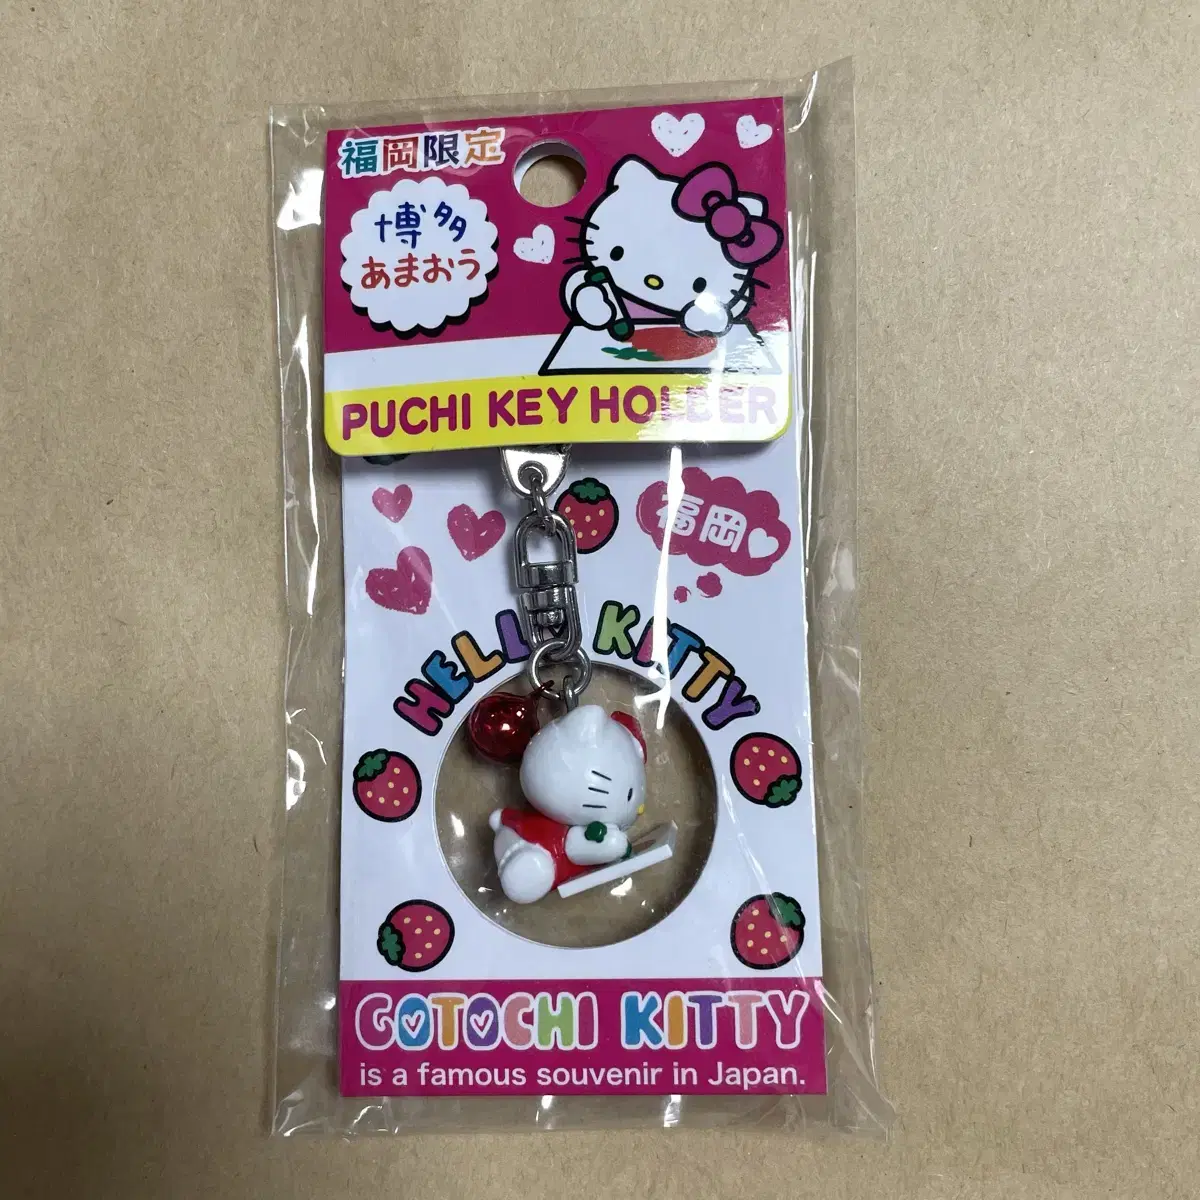 福岡限定
博多
あまおう
PUCHI KEY HOLDER
福岡
HELLO KITTY
GOTOCHI KITTY
is a famous souvenir in Japan.